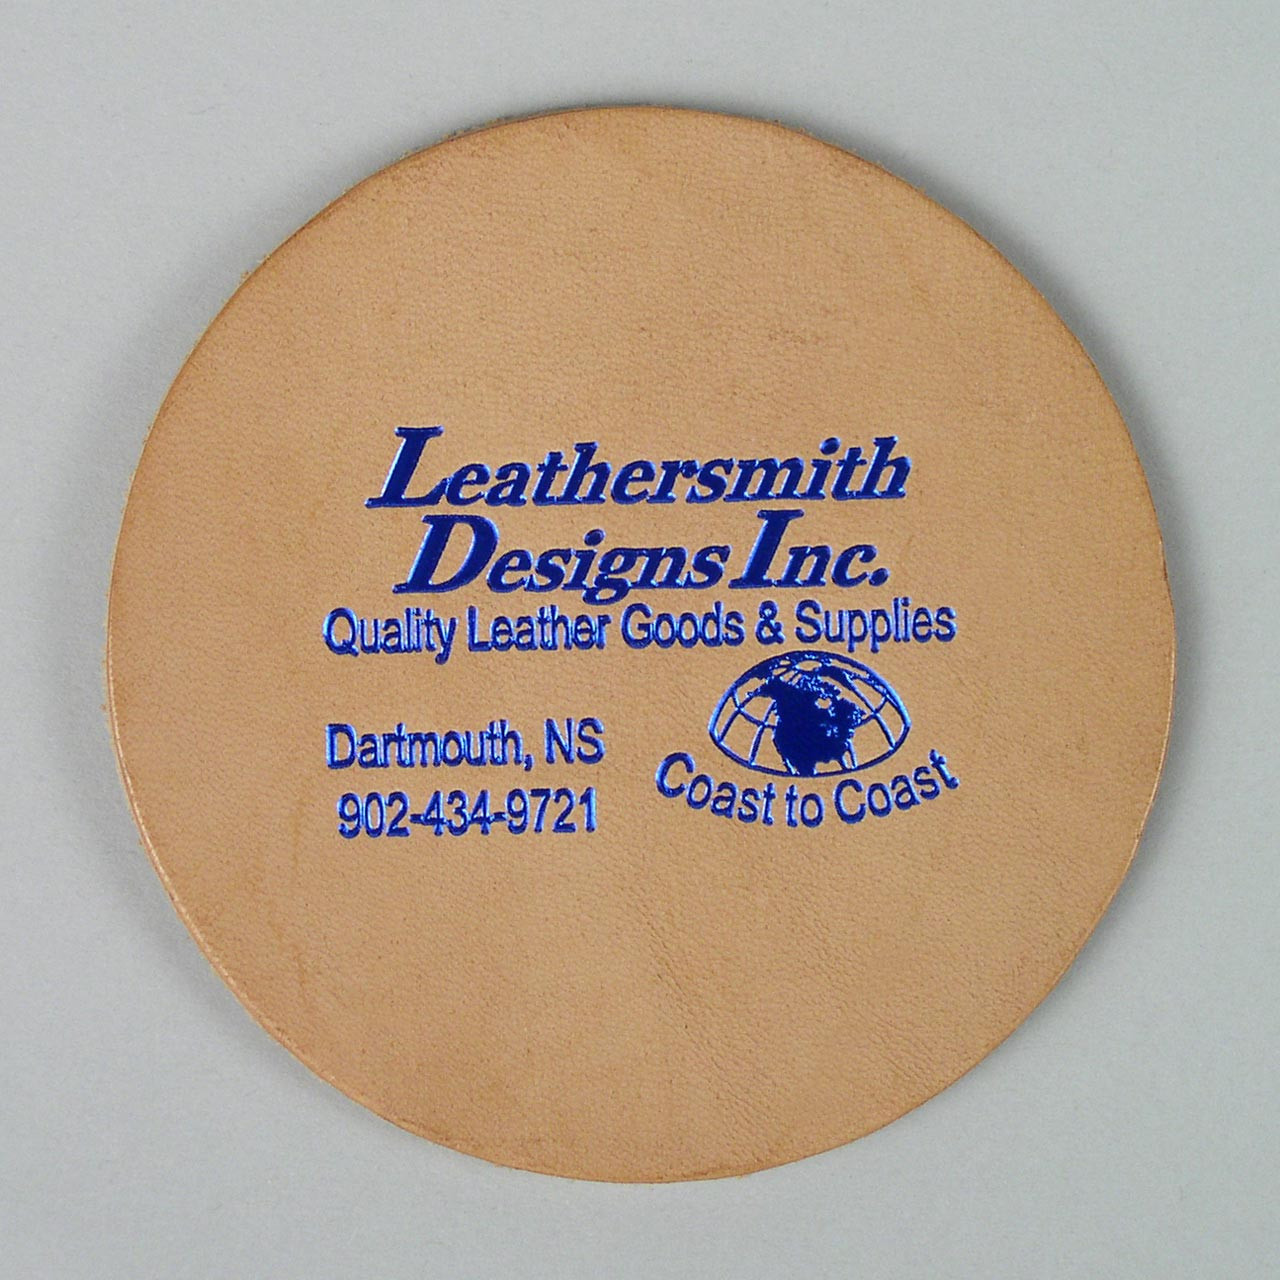 Leathersmith
Designs Inc.
Quality Leather Goods & Supplies
Dartmouth, NS
902-434-9721
Coast to Coast